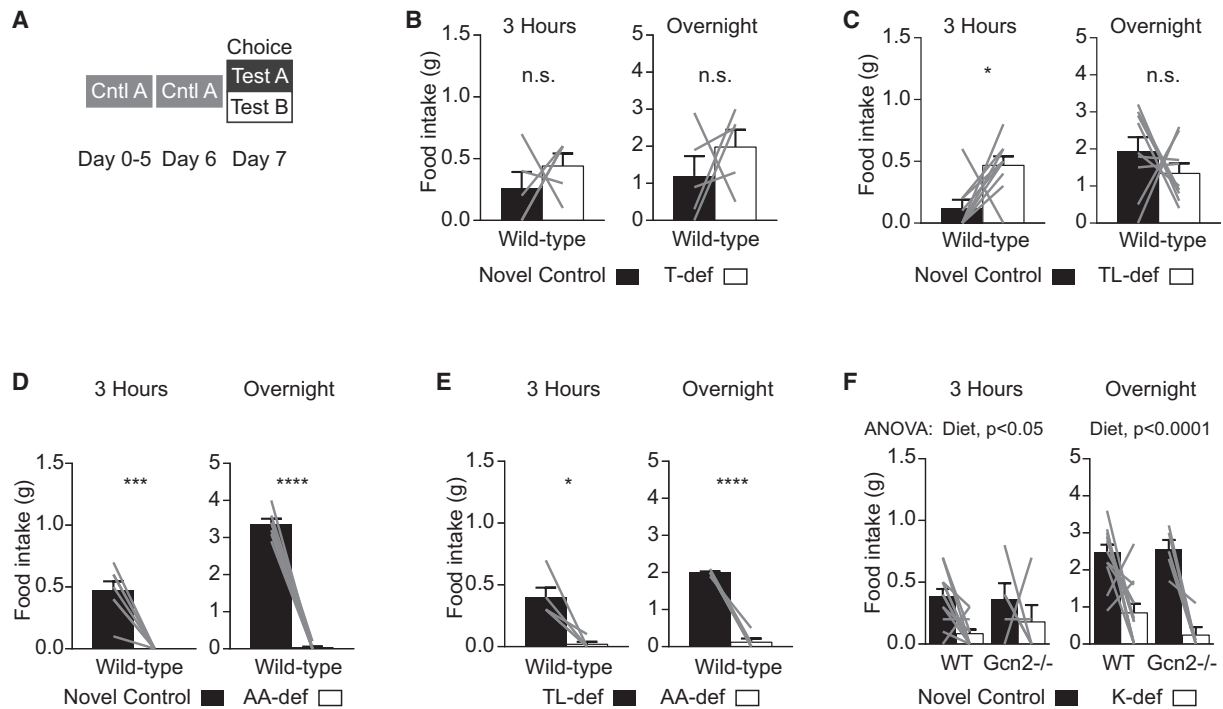 A
Choice
Cntl A Cntl A Test A
Test B
Day 0-5 Day 6 Day 7
B
3 Hours Overnight
Food intake (g)
1.5 1.0 0.5 0.0
n.s.
5 4 3 2 1 0
n.s.
Wild-type Wild-type
Novel Control T-def
C
3 Hours Overnight
Food intake (g)
1.5 1.0 0.5 0.0
*
5 4 3 2 1 0
n.s.
Wild-type Wild-type
Novel Control TL-def
D
3 Hours Overnight
Food intake (g)
1.5 1.0 0.5 0.0
***
5 4 3 2 1 0
****
Wild-type Wild-type
Novel Control AA-def
E
3 Hours Overnight
Food intake (g)
1.5 1.0 0.5 0.0
*
5 4 3 2 1 0
****
Wild-type Wild-type
TL-def AA-def
F
3 Hours Overnight
ANOVA: Diet, p<0.05 Diet, p<0.0001
Food intake (g)
1.5 1.0 0.5 0.0
5 4 3 2 1 0
WT Gcn2-/- WT Gcn2-/-
Novel Control K-def